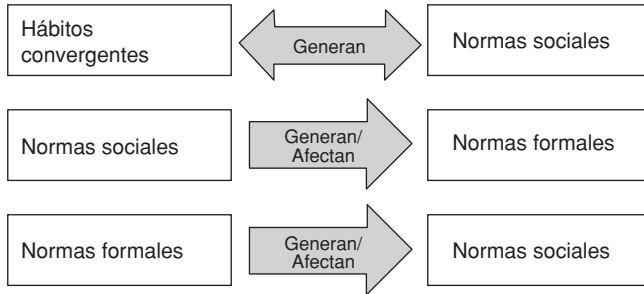 Hábitos
convergentes
Generan
Normas sociales
Normas sociales
Generan/
Afectan
Normas formales
Normas formales
Generan/
Afectan
Normas sociales